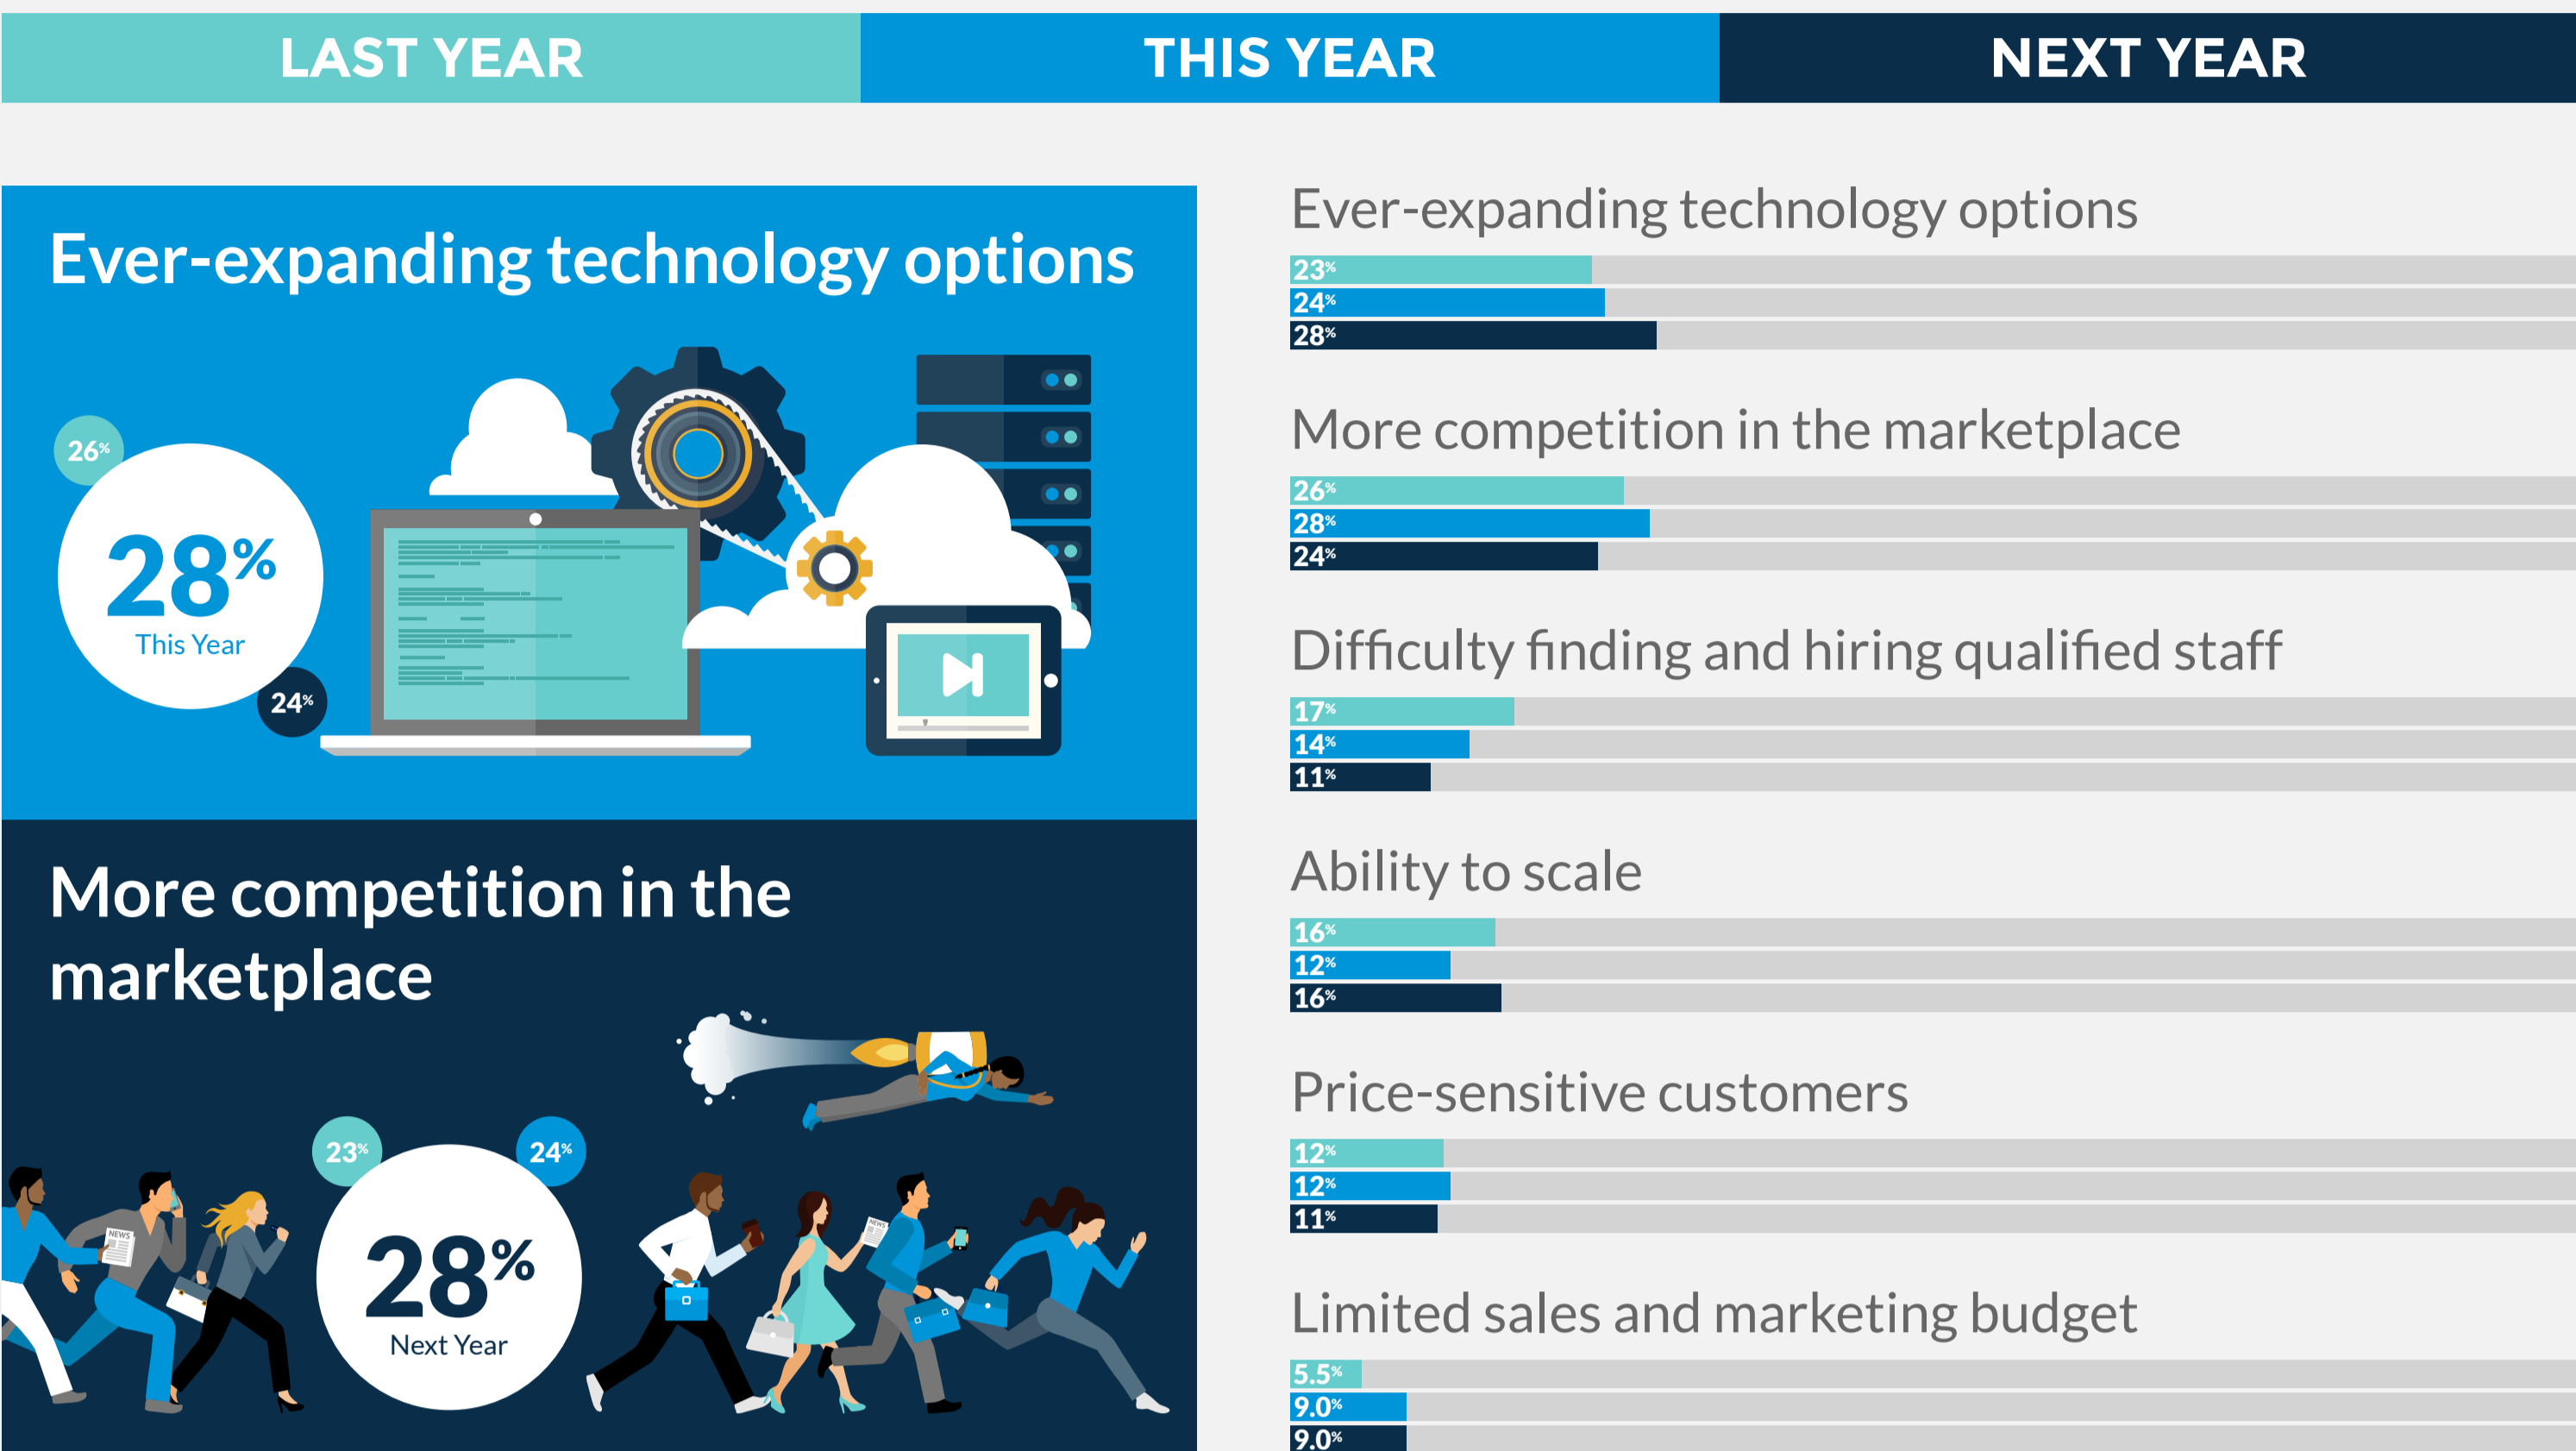 LAST YEAR
THIS YEAR
NEXT YEAR
Ever-expanding technology options
26%
28%
This Year
24%
More competition in the
marketplace
23%
24%
28%
Next Year
NEWS
NEWS
Ever-expanding technology options
23%
24%
28%
More competition in the marketplace
26%
28%
24%
Difficulty finding and hiring qualified staff
17%
14%
11%
Ability to scale
16%
12%
16%
Price-sensitive customers
12%
12%
11%
Limited sales and marketing budget
5.5%
9.0%
9.0%